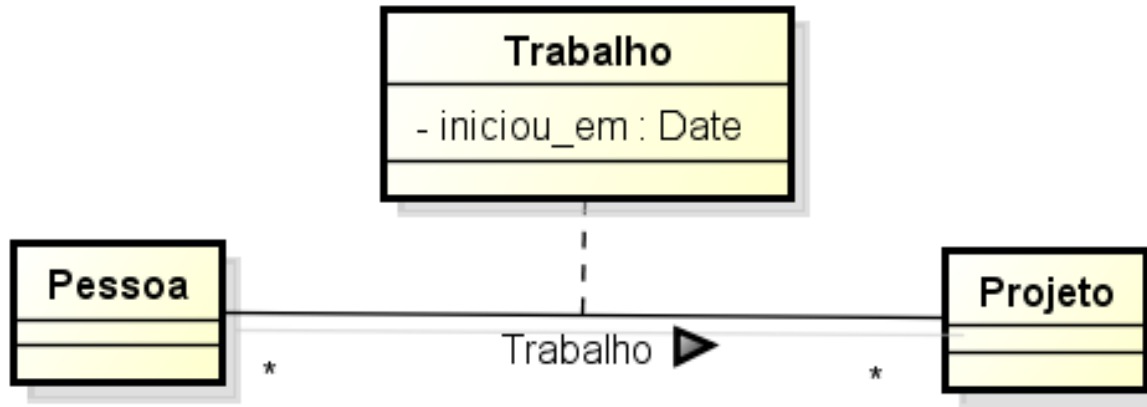 Trabalho
- iniciou_em : Date
Pessoa
Projeto
Trabalho
* *